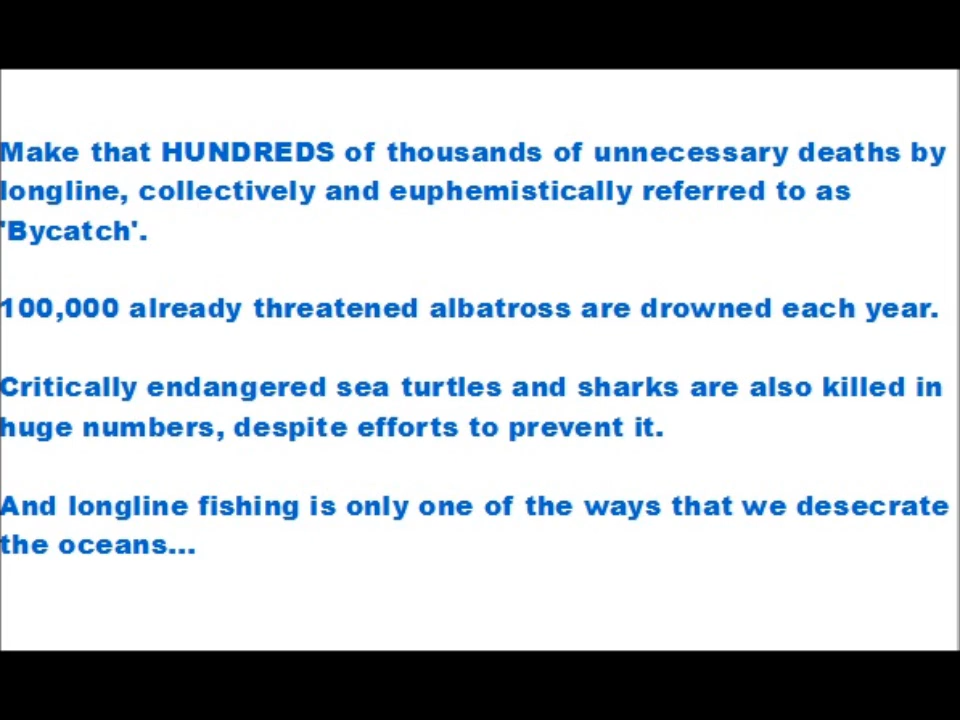 Make that HUNDREDS of thousands of unnecessary deaths by
longline, collectively and euphemistically referred to as
'Bycatch'.
100,000 already threatened albatross are drowned each year.
Critically endangered sea turtles and sharks are also killed in
huge numbers, despite efforts to prevent it.
And longline fishing is only one of the ways that we desecrate
the oceans...